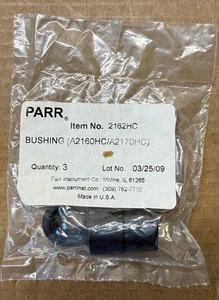 PARR®
Item No. 2162HC
BUSHING (A2160HC/A2170HC)
Quantity: 3 Lot No. 03/25/09
Parr Instrument Co. Moline, IL 61265
www.parrinst.com (309) 762-7716
Made in U.S.A.